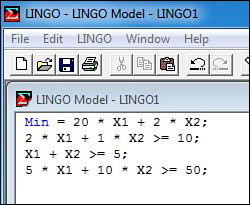 LINGO - LINGO Model - LINGO1
File Edit LINGO Window Help
LINGO Model - LINGO1
Min = 20 * X1 + 2 * X2;
2 * X1 + 1 * X2 >= 10;
X1 + X2 >= 5;
5 * X1 + 10 * X2 >= 50;